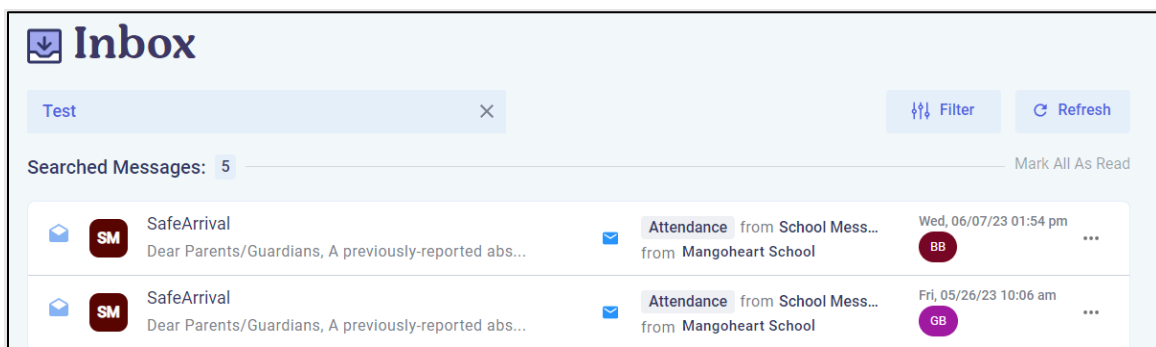 Inbox
Test
Filter
Refresh
Searched Messages: 5
Mark All As Read
SM
SafeArrival
Dear Parents/Guardians, A previously-reported abs...
Attendance from School Mess...
from Mangoheart School
Wed, 06/07/23 01:54 pm
BB
SM
SafeArrival
Dear Parents/Guardians, A previously-reported abs...
Attendance from School Mess...
from Mangoheart School
Fri, 05/26/23 10:06 am
GB